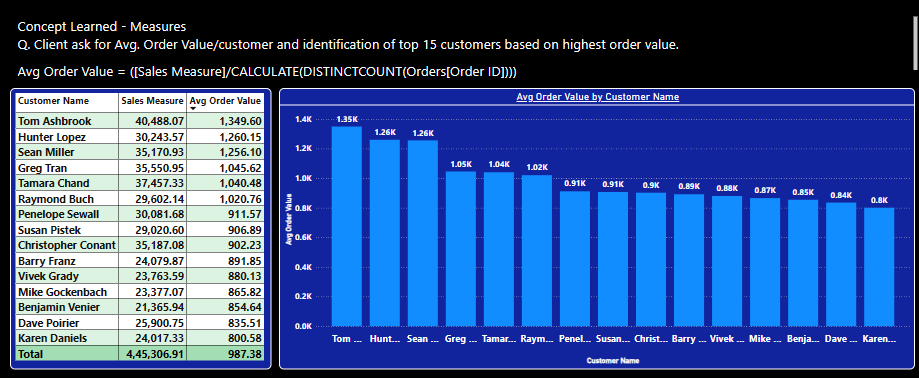 Concept Learned - Measures
Q. Client ask for Avg. Order Value/customer and identification of top 15 customers based on highest order value.
Avg Order Value = ([Sales Measure]/CALCULATE(DISTINCTCOUNT(Orders[Order ID])))
Customer Name Sales Measure Avg Order Value
Tom Ashbrook 40,488.07 1,349.60
Hunter Lopez 30,243.57 1,260.15
Sean Miller 35,170.93 1,256.10
Greg Tran 35,550.95 1,045.62
Tamara Chand 37,457.33 1,040.48
Raymond Buch 29,602.14 1,020.76
Penelope Sewall 30,081.68 911.57
Susan Pistek 29,020.60 906.89
Christopher Conant 35,187.08 902.23
Barry Franz 24,079.87 891.85
Vivek Grady 23,763.59 880.13
Mike Gockenbach 23,377.07 865.82
Benjamin Venier 21,365.94 854.64
Dave Poirier 25,900.75 835.51
Karen Daniels 24,017.33 800.58
Total 4,45,306.91 987.38
Avg Order Value by Customer Name
Avg Order Value
1.4K
1.2K
1.0K
0.8K
0.6K
0.4K
0.2K
0.0K
1.35K 1.26K 1.26K 1.05K 1.04K 1.02K 0.91K 0.91K 0.9K 0.89K 0.88K 0.87K 0.85K 0.84K 0.8K
Tom ... Hunt... Sean ... Greg ... Tamar... Raym... Penel... Susan... Christ... Barry ... Vivek ... Mike ... Benja... Dave ... Karen...
Customer Name